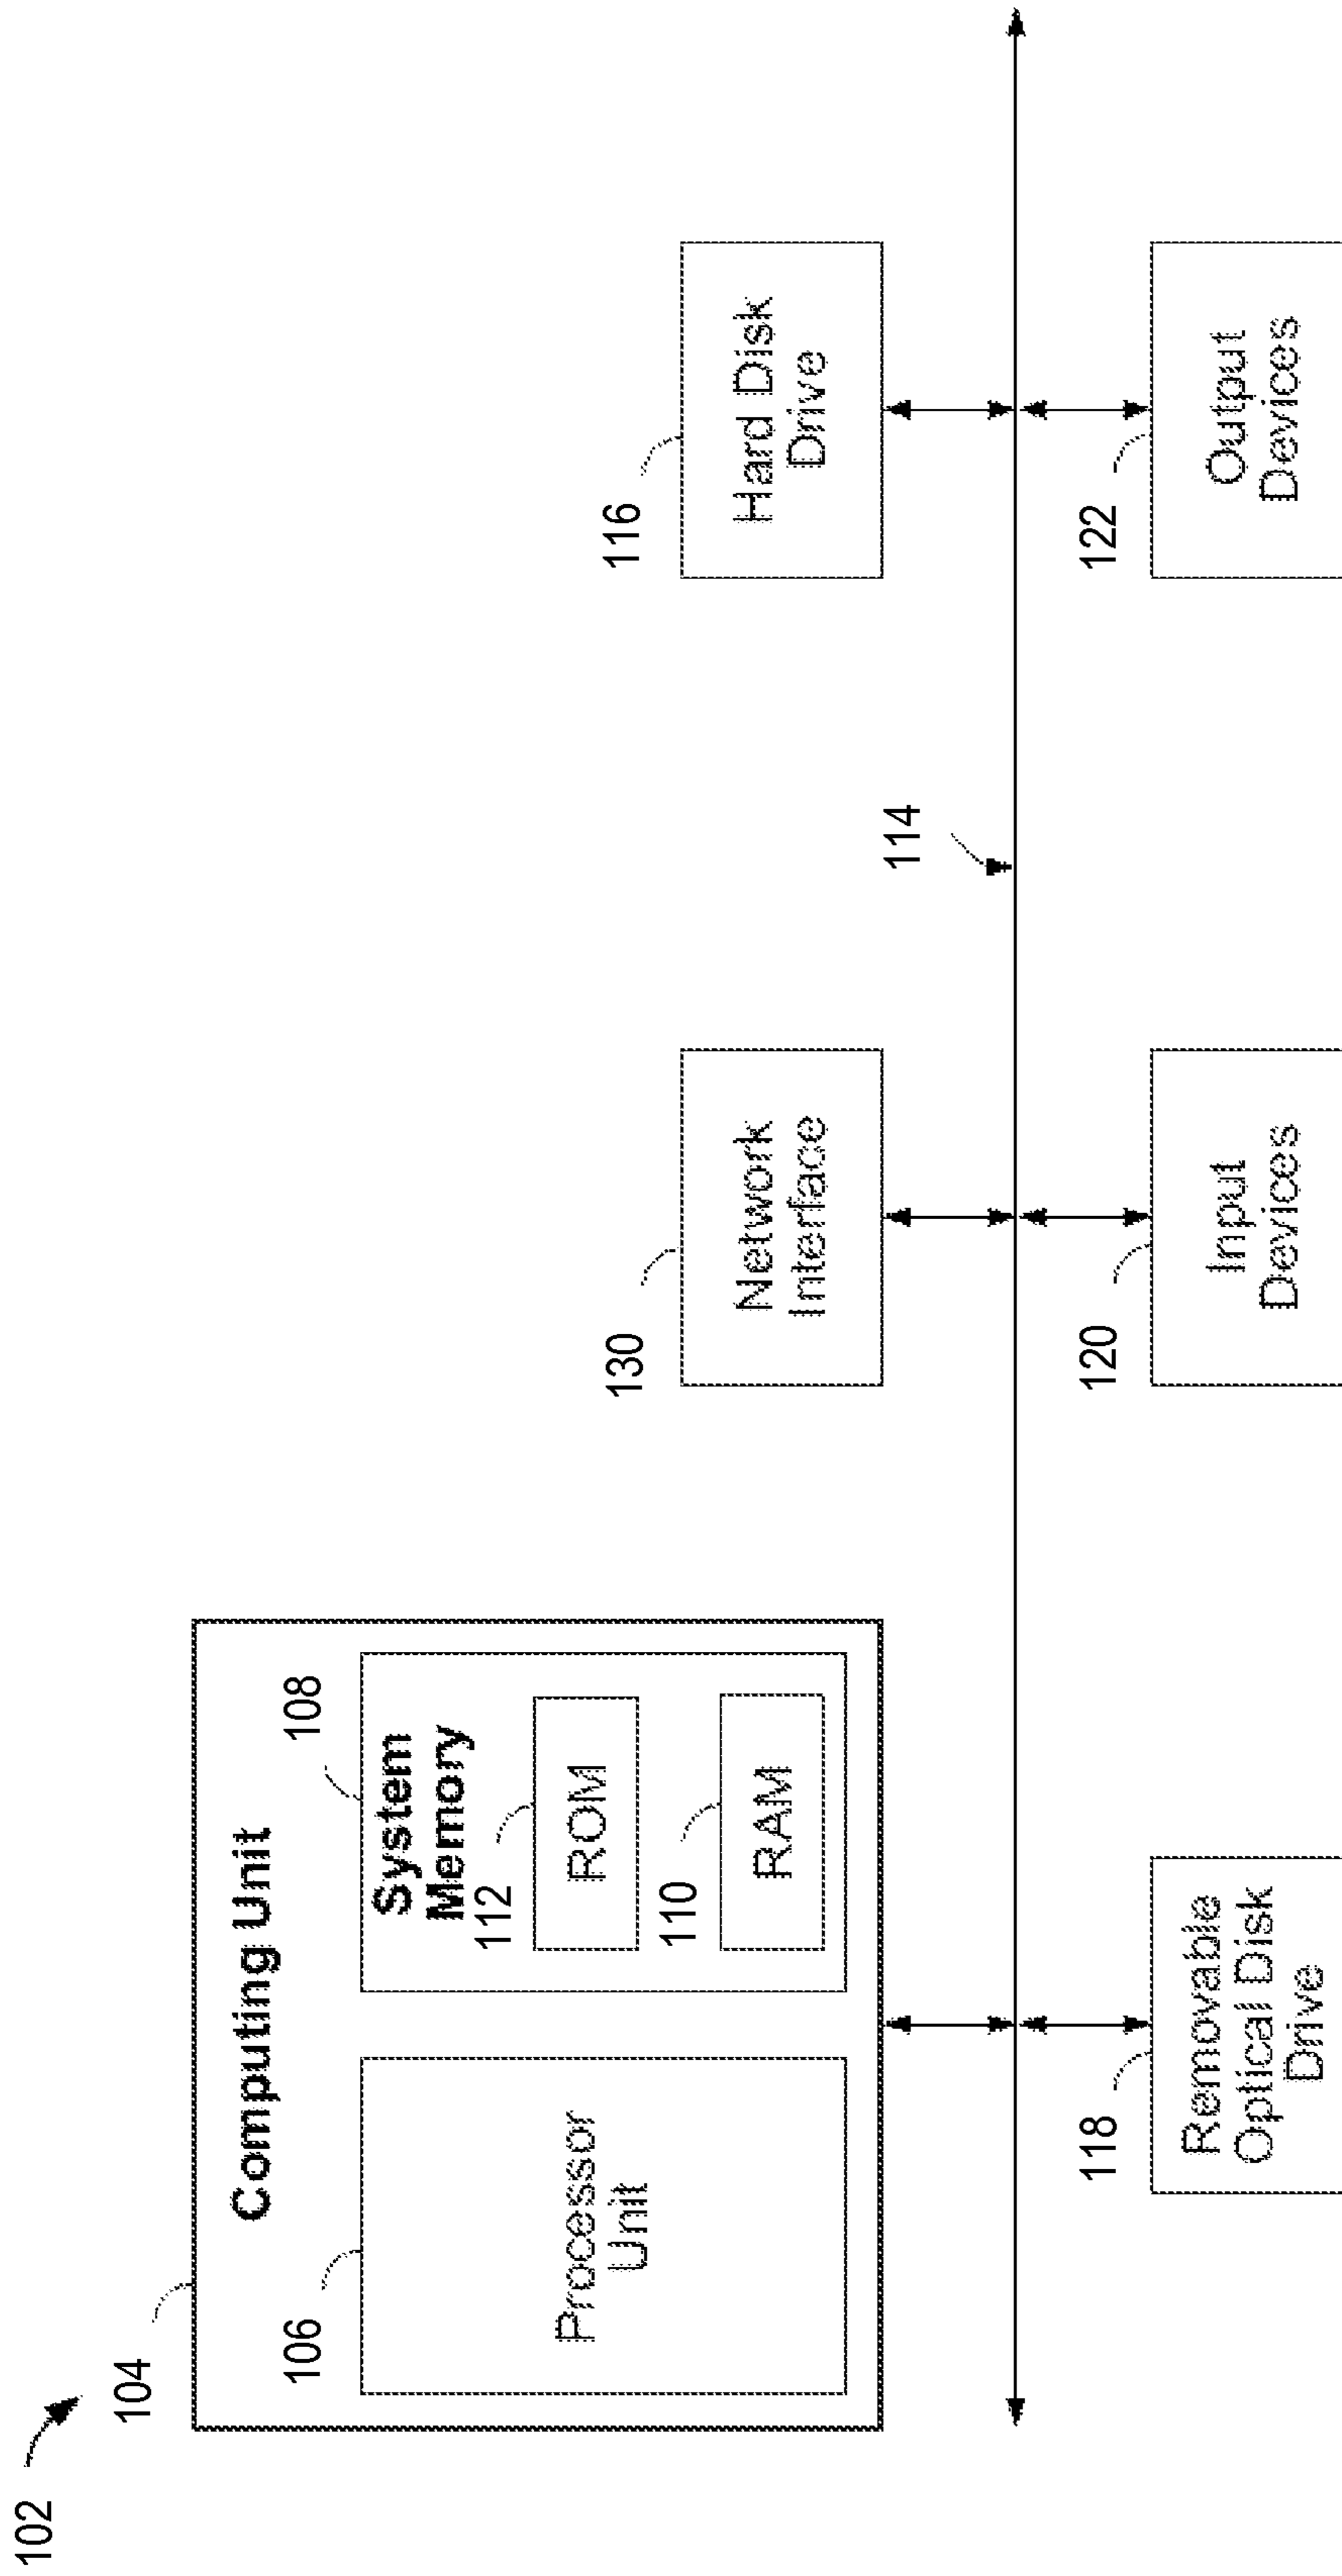 102
104
Computing Unit
106
Processor
Unit
108
System
Memory
112
ROM
110
RAM
130
Network
Interface
116
Hard Disk
Drive
114
118
Removable
Optical Disk
Drive
120
Input
Devices
122
Output
Devices